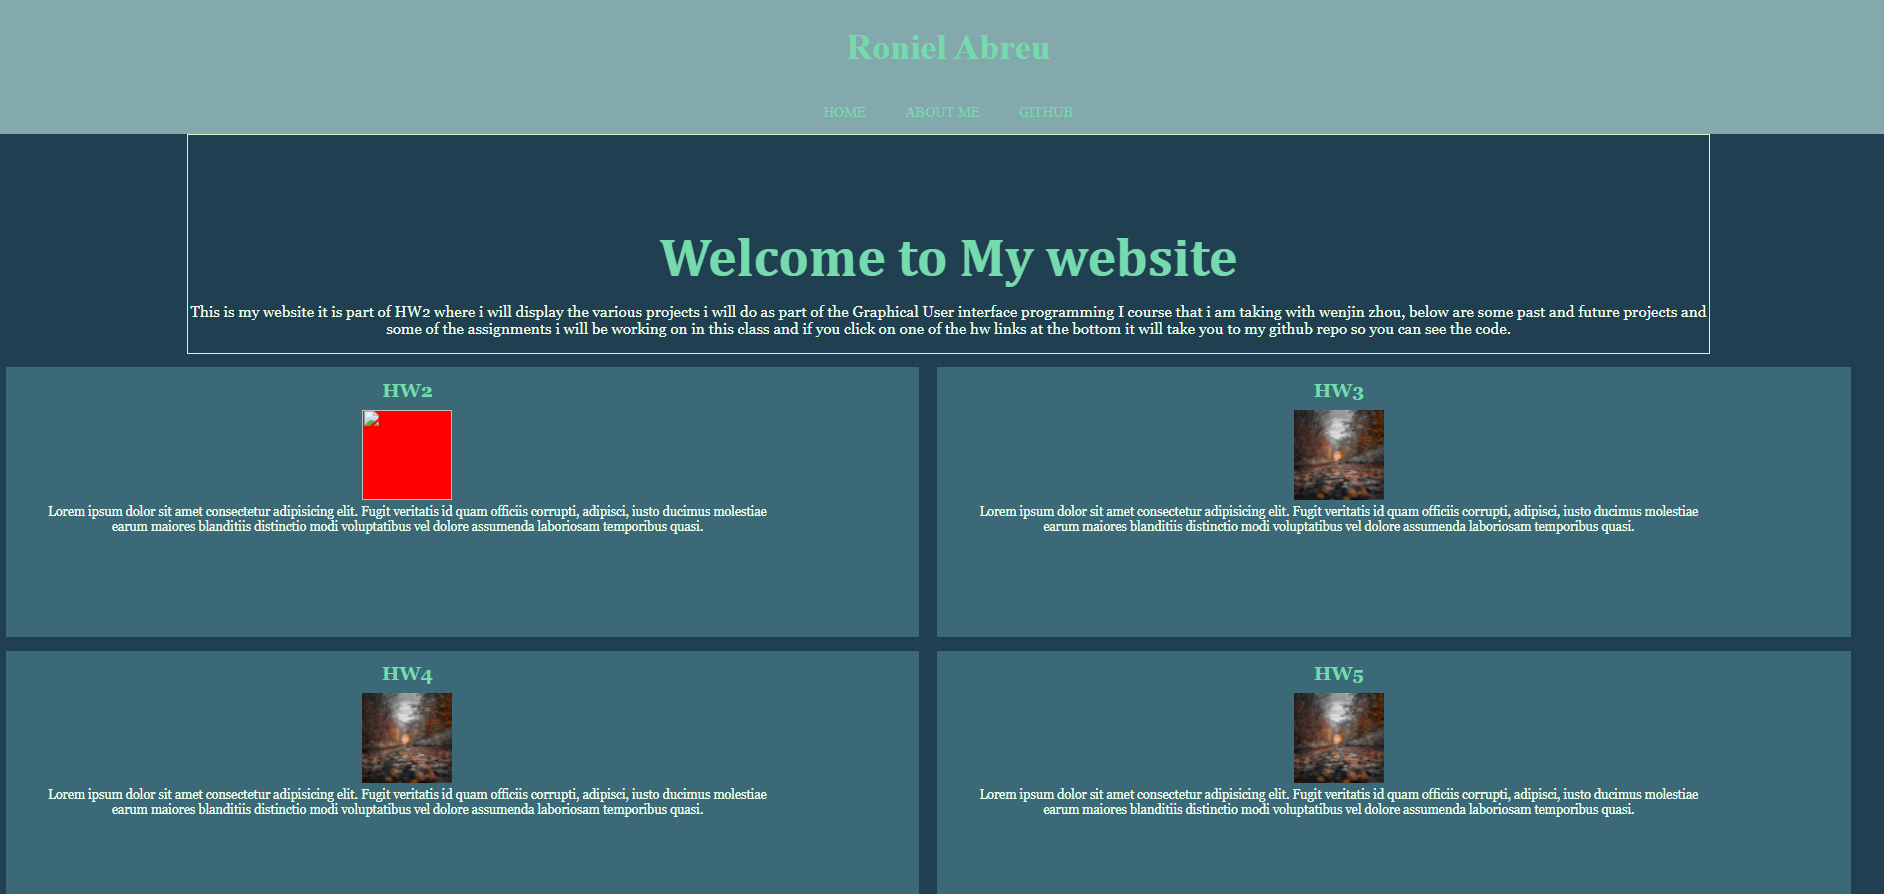 Roniel Abreu
HOME ABOUT ME GITHUB
Welcome to My website
This is my website it is part of HW2 where i will display the various projects i will do as part of the Graphical User interface programming I course that i am taking with wenjin zhou, below are some past and future projects and
some of the assignments i will be working on in this class and if you click on one of the hw links at the bottom it will take you to my github repo so you can see the code.
HW2
Lorem ipsum dolor sit amet consectetur adipisicing elit. Fugit veritatis id quam officiis corrupti, adipisci, iusto ducimus molestiae
earum maiores blanditiis distinctio modi voluptatibus vel dolore assumenda laboriosam temporibus quasi.
HW3
Lorem ipsum dolor sit amet consectetur adipisicing elit. Fugit veritatis id quam officiis corrupti, adipisci, iusto ducimus molestiae
earum maiores blanditiis distinctio modi voluptatibus vel dolore assumenda laboriosam temporibus quasi.
HW4
Lorem ipsum dolor sit amet consectetur adipisicing elit. Fugit veritatis id quam officiis corrupti, adipisci, iusto ducimus molestiae
earum maiores blanditiis distinctio modi voluptatibus vel dolore assumenda laboriosam temporibus quasi.
HW5
Lorem ipsum dolor sit amet consectetur adipisicing elit. Fugit veritatis id quam officiis corrupti, adipisci, iusto ducimus molestiae
earum maiores blanditiis distinctio modi voluptatibus vel dolore assumenda laboriosam temporibus quasi.